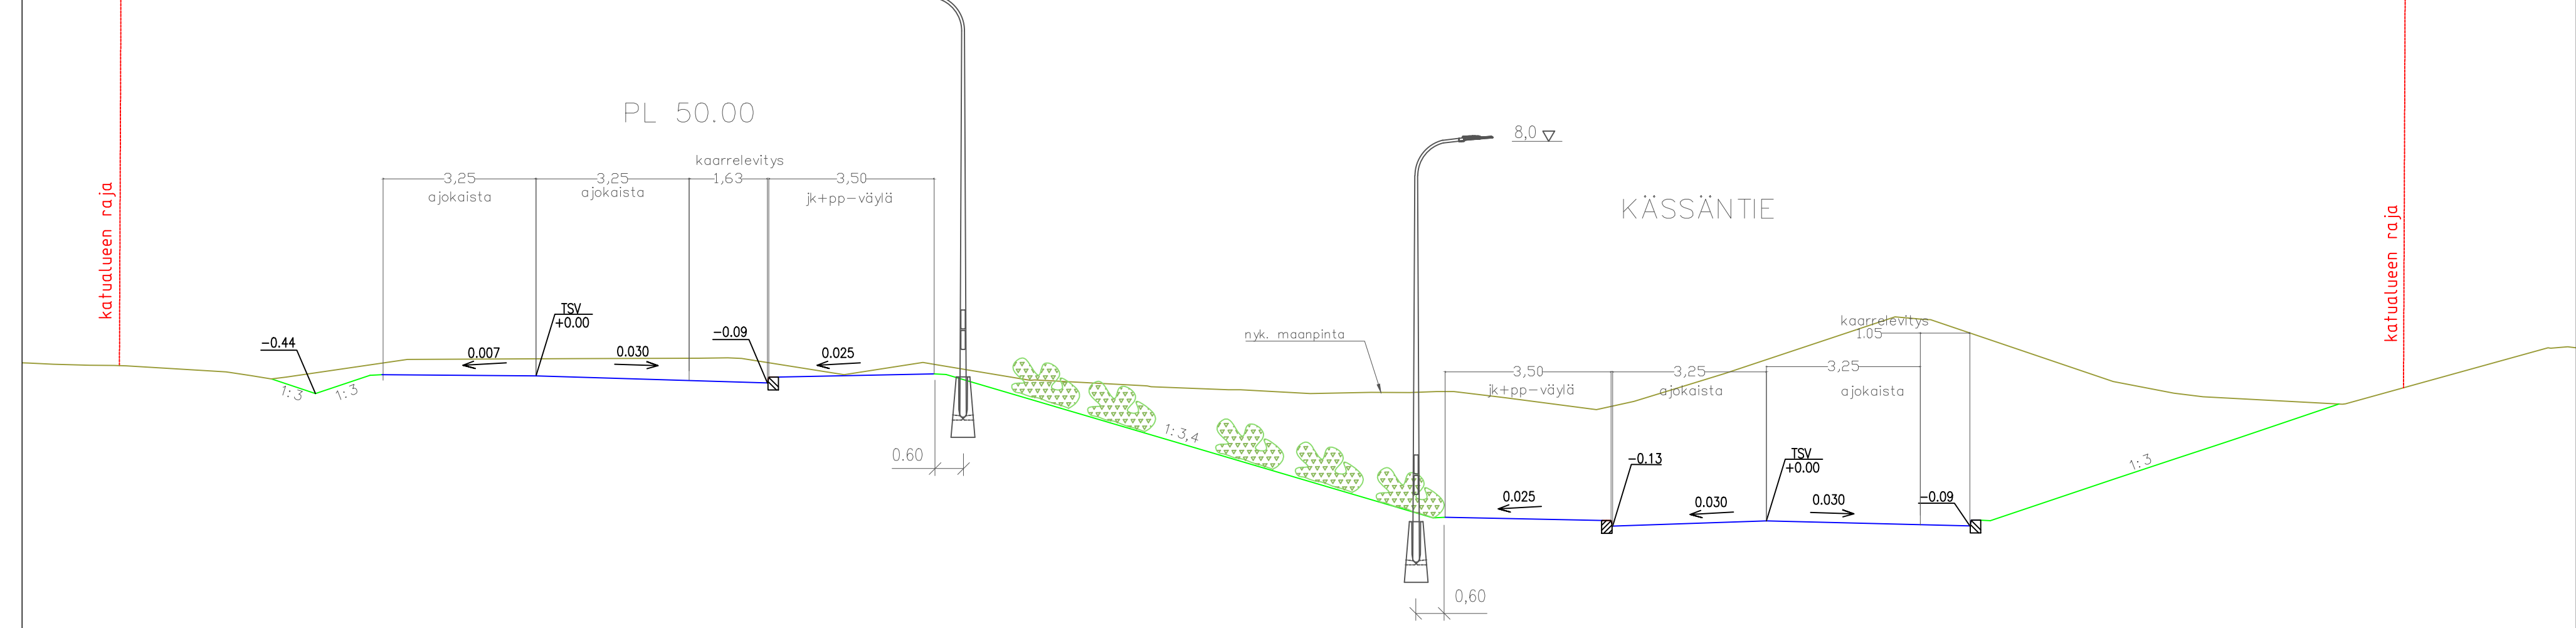 8,0
PL 50.00
kaarrelevitys
3,25
3,25
1,63
3,50
ajokaista
ajokaista
jk+pp-väylä
KÄSSÄNTIE
katualueen raja
katualueen raja
TSV
+0.00
-0.09
-0.44
0.007
0.030
0.025
nyk. maanpinta
kaarrelevitys
1.05
1:3
1:3
3,50
3,25
3,25
jk+pp-väylä
ajokaista
ajokaista
1:3,4
0.60
-0.13
TSV
+0.00
1:3
0.025
0.030
0.030
-0.09
0,60